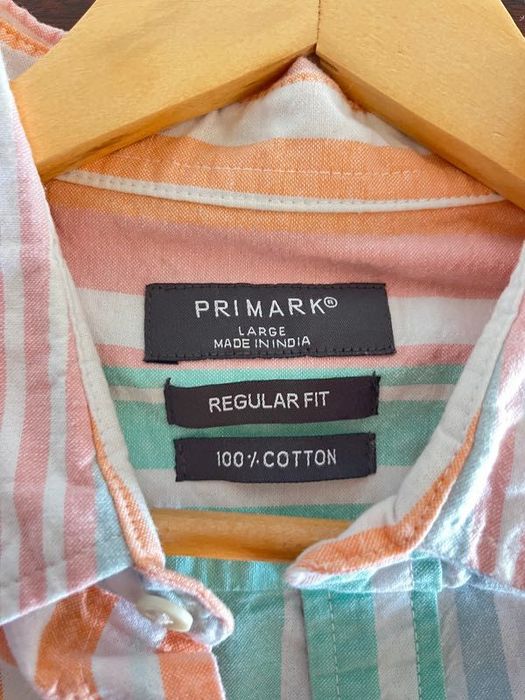 PRIMARK®
LARGE
MADE IN INDIA
REGULAR FIT
100% COTTON